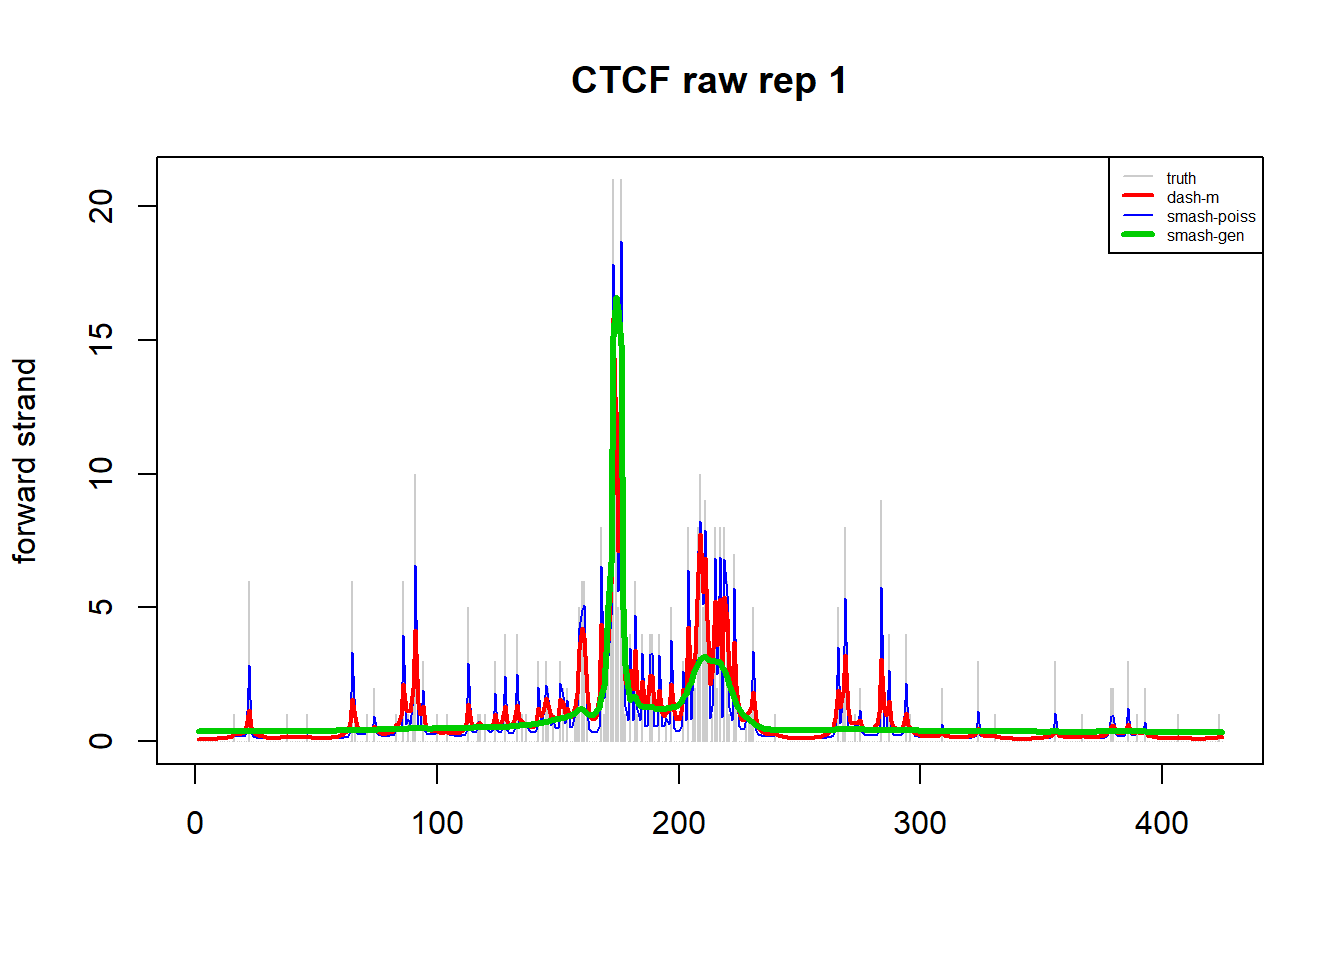 CTCF raw rep 1
truth
dash-m
smash-poiss
smash-gen
forward strand
20
15
10
5
0
0 100 200 300 400